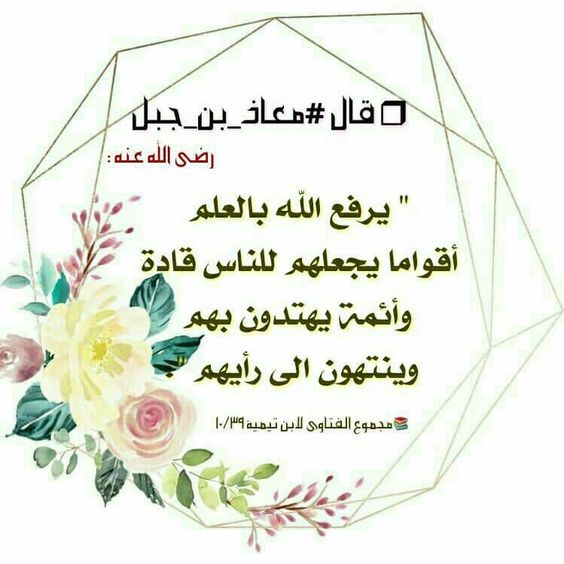 ❒ قال #معاذ_بن_جبل
رضى الله عنه :
" يرفع الله بالعلم
أقواما يجعلهم للناس قادة
وأئمة يهتدون بهم
وينتهون الى رأيهم ".
📚مجموع الفتاوى لابن تيمية ١٠/٣٩